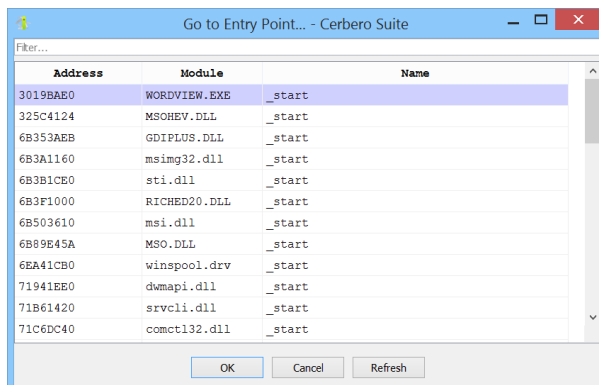 Go to Entry Point... - Cerbero Suite
Filter...
Address Module Name
3019BAE0 WORDVIEW.EXE _start
325C4124 MSOHEV.DLL _start
6B353AEB GDIPLUS.DLL _start
6B3A1160 msimg32.dll _start
6B3B1CE0 sti.dll _start
6B3F1000 RICHED20.DLL _start
6B503610 msi.dll _start
6B89E45A MSO.DLL _start
6EA41CB0 winspool.drv _start
71941EE0 dwmapi.dll _start
71B61420 srvcli.dll _start
71C6DC40 comctl32.dll _start
OK Cancel Refresh